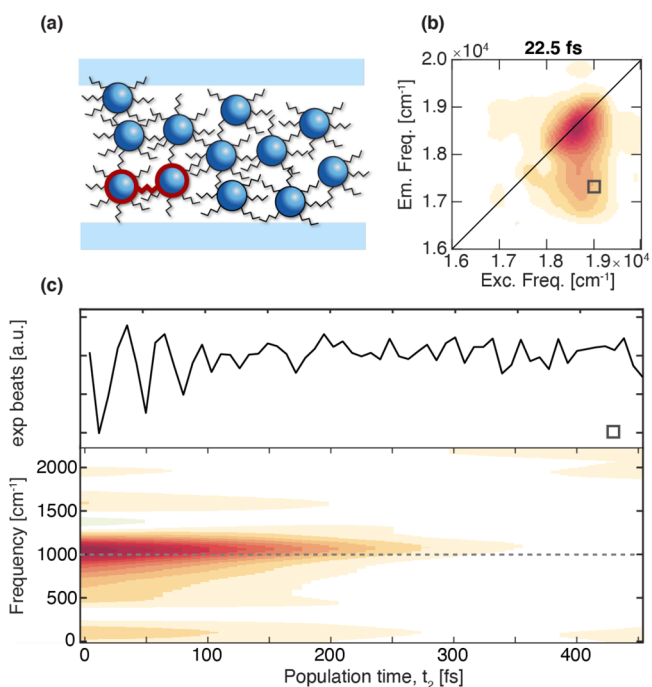 (a)
(b)
×10⁴
22.5 fs
2.0
1.9
1.8
1.7
1.6
Em. Freq. [cm⁻¹]
1.6 1.7 1.8 1.9 ×10⁴
Exc. Freq. [cm⁻¹]
(c)
exp beats [a.u.]
2000
1500
1000
500
0
Frequency [cm⁻¹]
0 100 200 300 400
Population time, t₂ [fs]